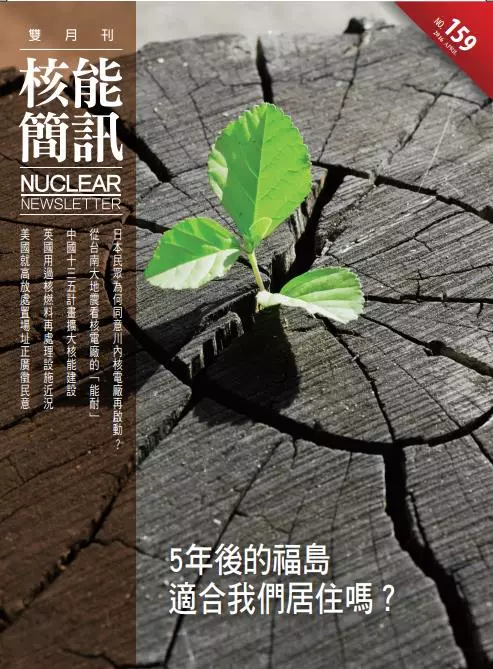 雙月刊
核能
簡訊
NUCLEAR
NEWSLETTER
NO. 159
2016. APRIL
日本民眾為何同意川內核電廠再啟動？
從台南大地震看核電廠的「能耐」
中國十三五計畫擴大核能建設
英國用過核燃料再處理設施近況
美國就高放處置場址正廣徵民意
5年後的福島
適合我們居住嗎？